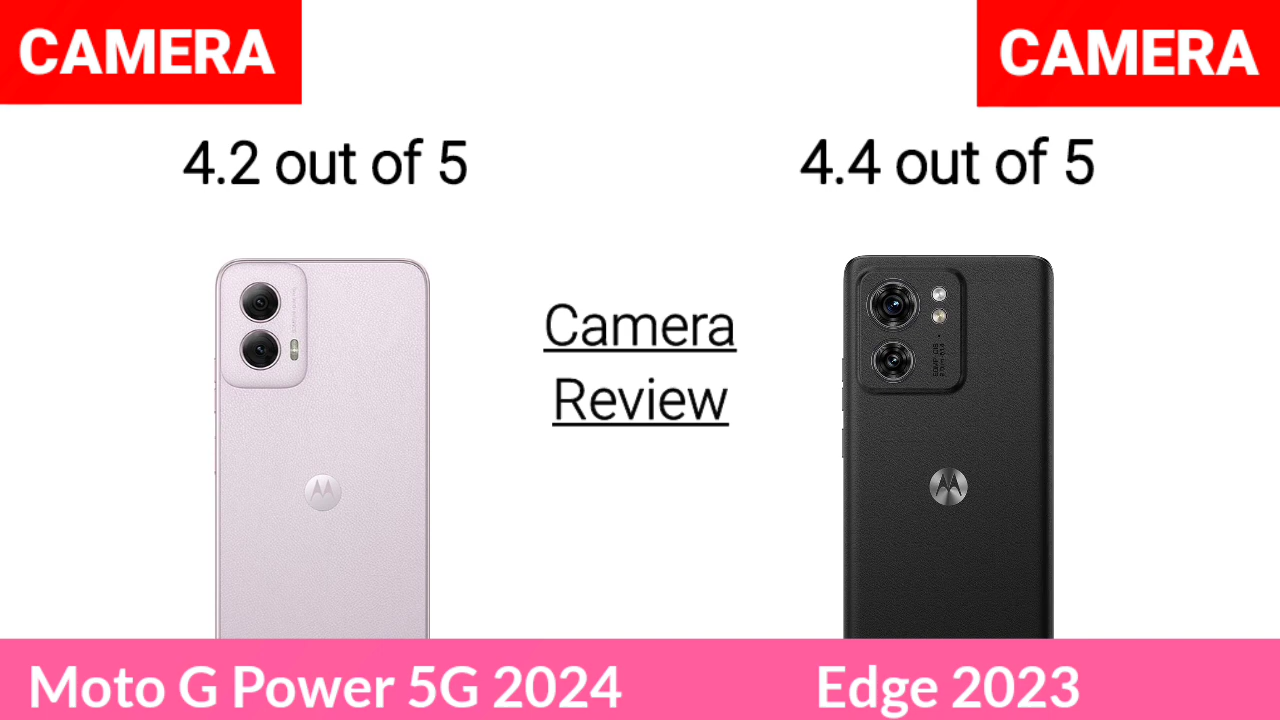 CAMERA
CAMERA
4.2 out of 5
4.4 out of 5
Camera
Review
Moto G Power 5G 2024
Edge 2023